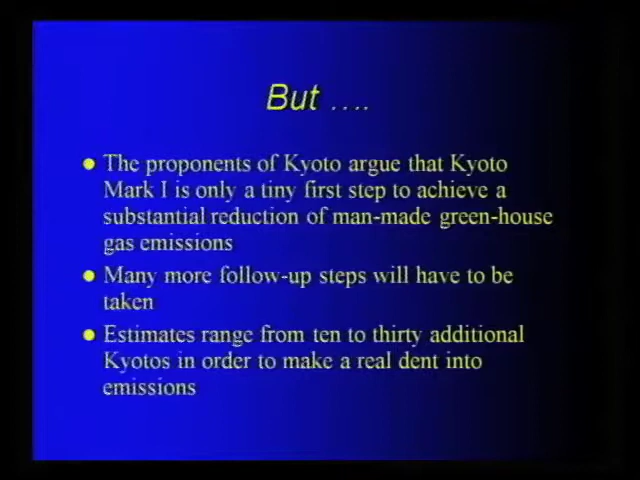 But ….
The proponents of Kyoto argue that Kyoto
Mark I is only a tiny first step to achieve a
substantial reduction of man-made green-house
gas emissions
Many more follow-up steps will have to be
taken
Estimates range from ten to thirty additional
Kyotos in order to make a real dent into
emissions